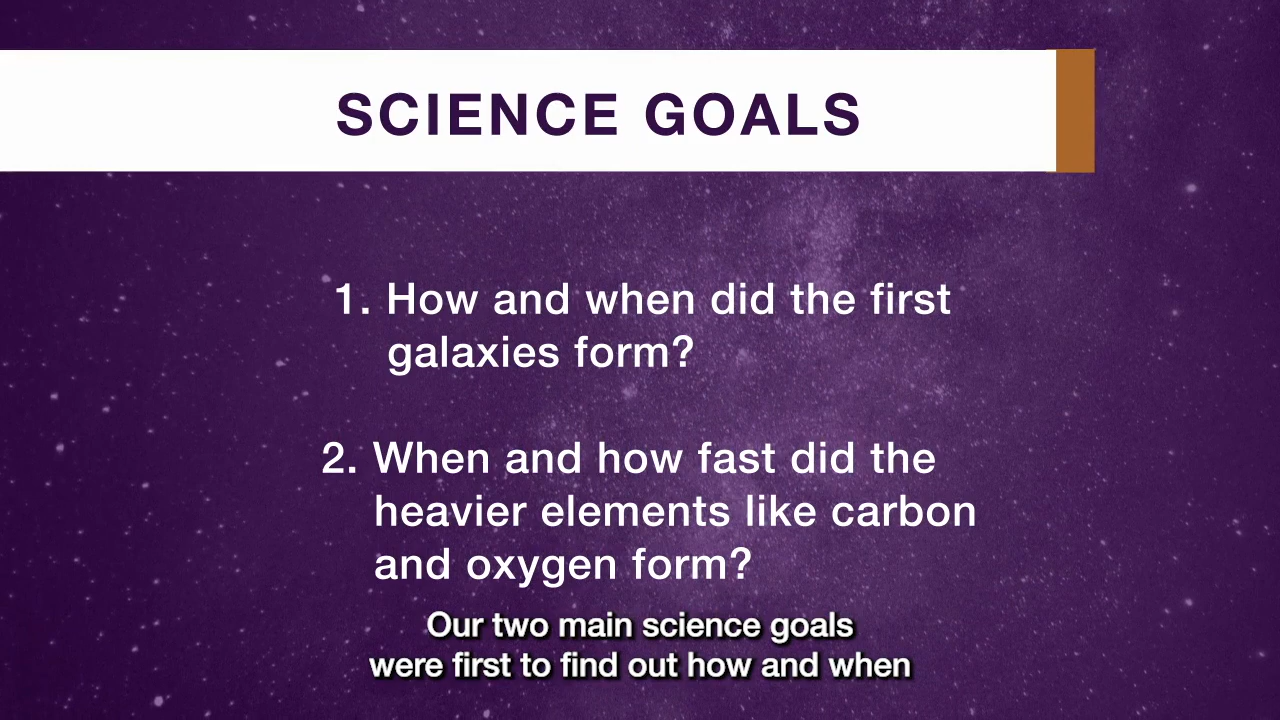 SCIENCE GOALS
1. How and when did the first
galaxies form?
2. When and how fast did the
heavier elements like carbon
and oxygen form?
Our two main science goals
were first to find out how and when